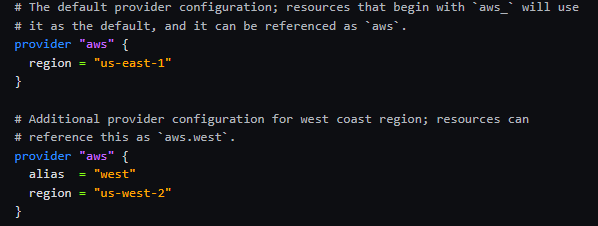 # The default provider configuration; resources that begin with `aws_` will use
# it as the default, and it can be referenced as `aws`.
provider "aws" {
  region = "us-east-1"
}

# Additional provider configuration for west coast region; resources can
# reference this as `aws.west`.
provider "aws" {
  alias  = "west"
  region = "us-west-2"
}